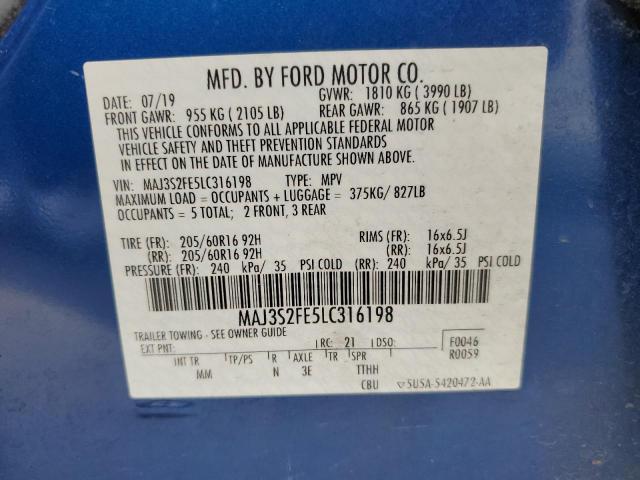 MFD. BY FORD MOTOR CO.
DATE: 07/19 GVWR: 1810 KG ( 3990 LB)
FRONT GAWR: 955 KG ( 2105 LB) REAR GAWR: 865 KG ( 1907 LB)
THIS VEHICLE CONFORMS TO ALL APPLICABLE FEDERAL MOTOR
VEHICLE SAFETY AND THEFT PREVENTION STANDARDS
IN EFFECT ON THE DATE OF MANUFACTURE SHOWN ABOVE.
VIN: MAJ3S2FE5LC316198 TYPE: MPV
MAXIMUM LOAD = OCCUPANTS + LUGGAGE = 375KG/ 827LB
OCCUPANTS = 5 TOTAL; 2 FRONT, 3 REAR
TIRE (FR): 205/60R16 92H RIMS (FR): 16x6.5J
(RR): 205/60R16 92H (RR): 16x6.5J
PRESSURE (FR): 240 kPa/ 35 PSI COLD (RR): 240 kPa/ 35 PSI COLD
MAJ3S2FE5LC316198
TRAILER TOWING - SEE OWNER GUIDE
EXT PNT: RC: 21 DSO: F0046
R0059
INT TR TP/PS R AXLE TR SPR
MM N 3E TTHH
CBU 5USA-S420472-AA